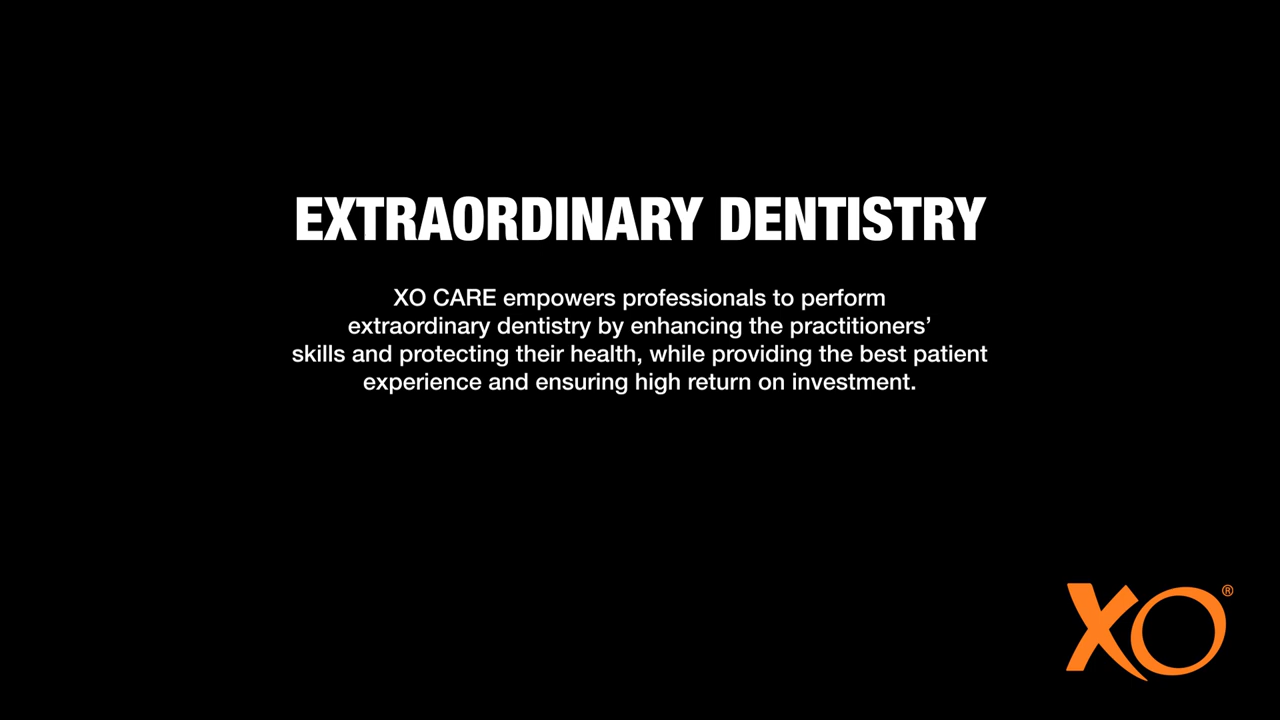 EXTRAORDINARY DENTISTRY
XO CARE empowers professionals to perform
extraordinary dentistry by enhancing the practitioners’
skills and protecting their health, while providing the best patient
experience and ensuring high return on investment.
XO®